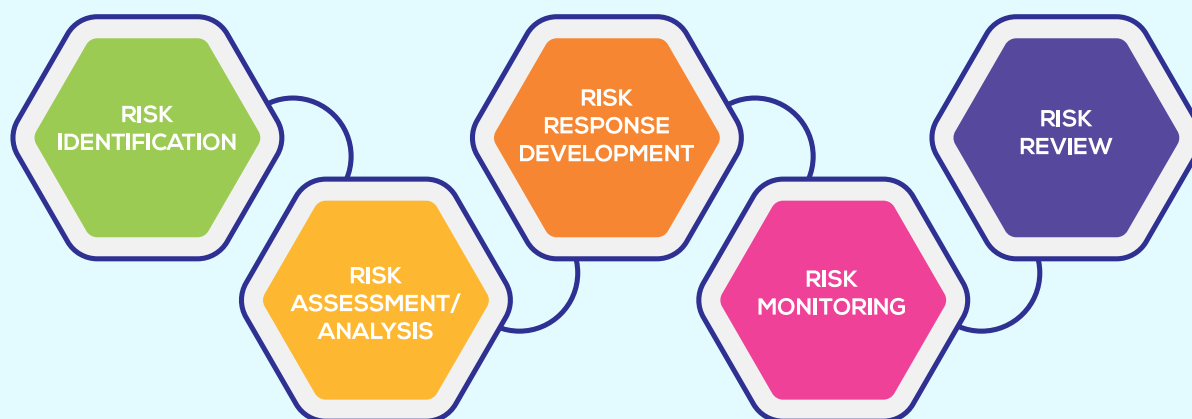 RISK
IDENTIFICATION
RISK
ASSESSMENT/
ANALYSIS
RISK
RESPONSE
DEVELOPMENT
RISK
MONITORING
RISK
REVIEW